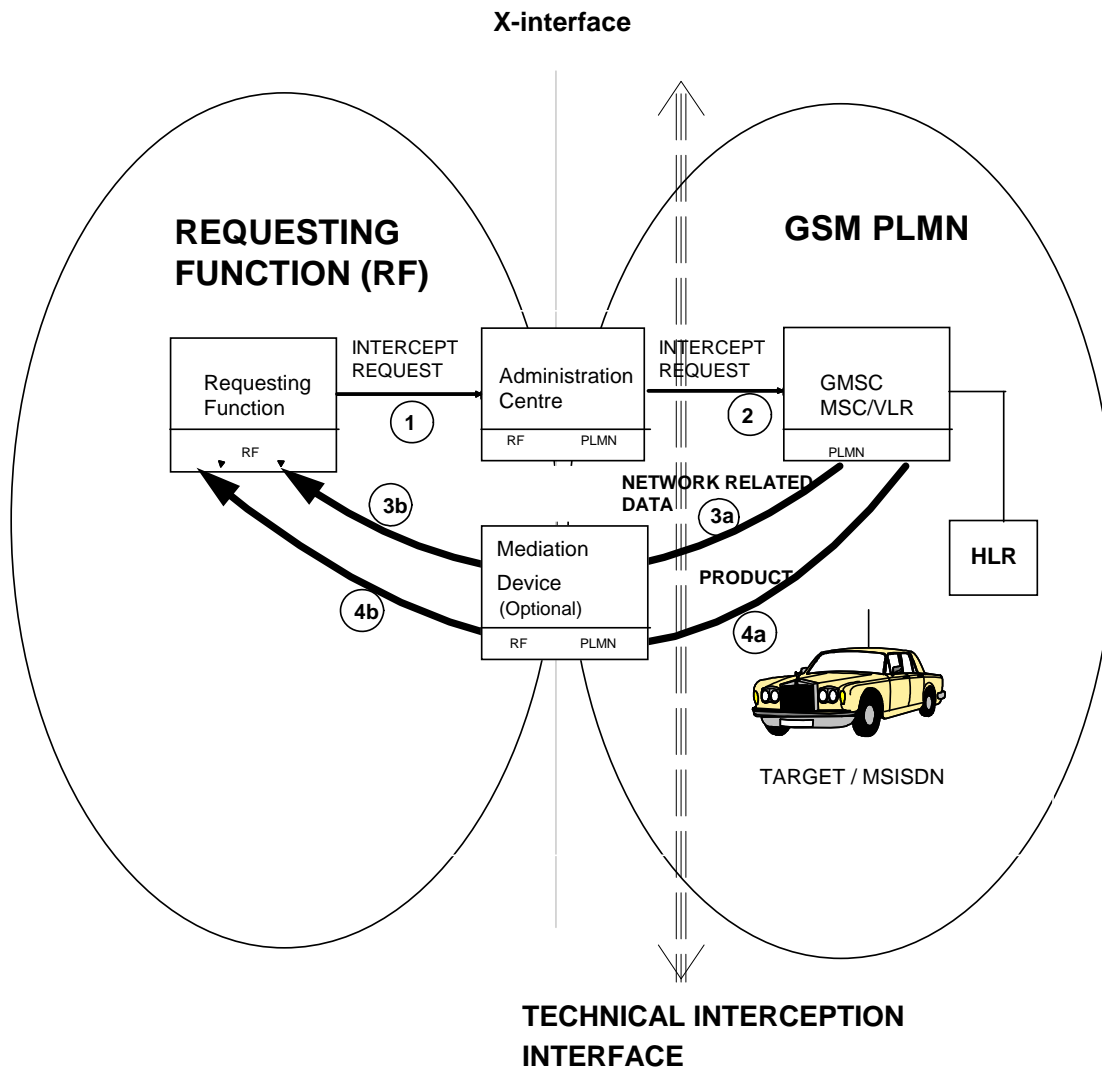 X-interface
REQUESTING
FUNCTION (RF)
GSM PLMN
INTERCEPT
REQUEST
INTERCEPT
REQUEST
Requesting
Function
Administration
Centre
GMSC
MSC/VLR
1
2
RF
RF PLMN
PLMN
NETWORK RELATED
DATA
3b
3a
Mediation
Device
(Optional)
HLR
PRODUCT
4b
4a
RF PLMN
TARGET / MSISDN
TECHNICAL INTERCEPTION
INTERFACE